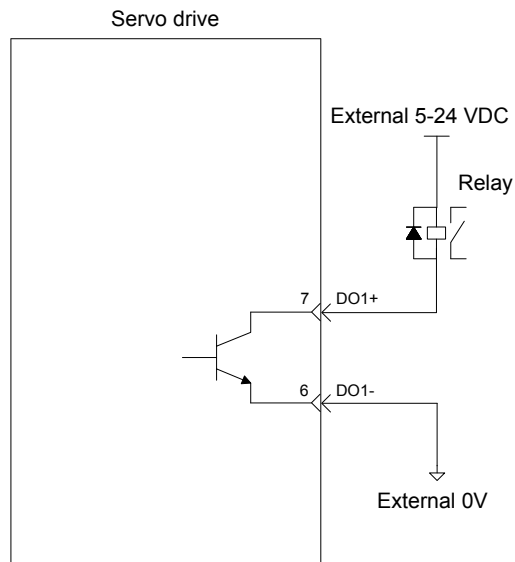 Servo drive
External 5-24 VDC
Relay
7 DO1+
6 DO1-
External 0V